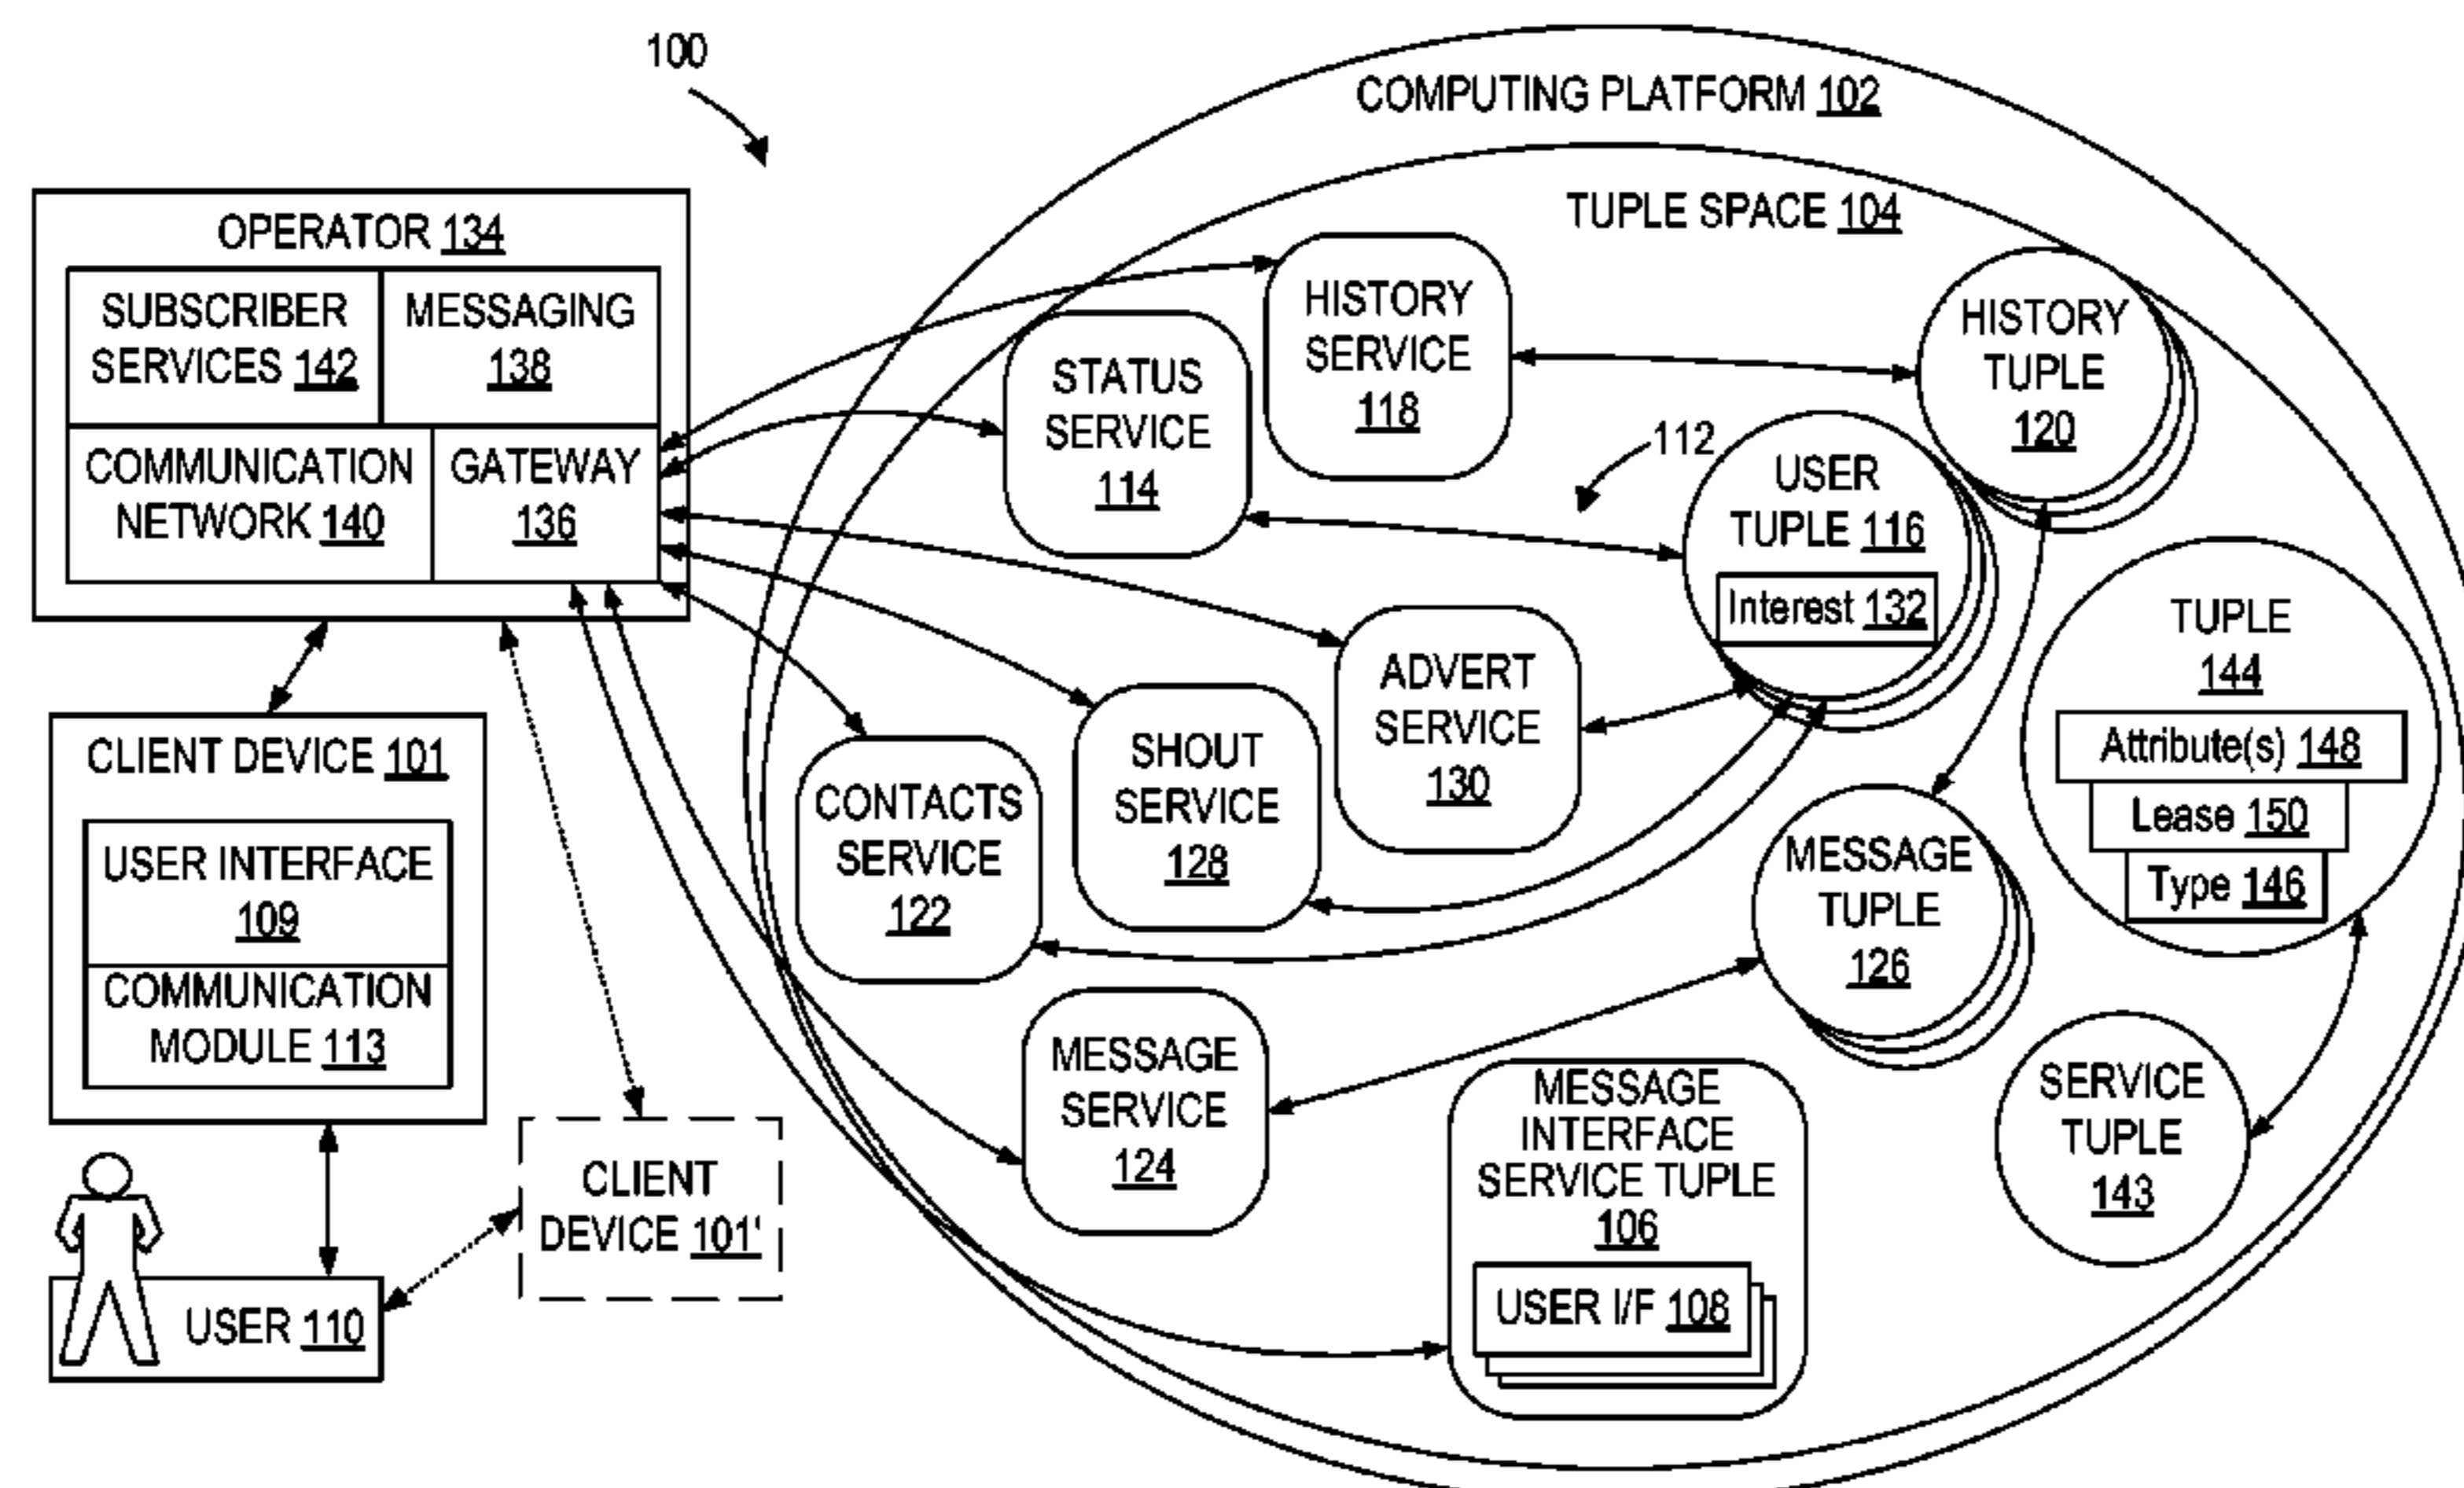 100
COMPUTING PLATFORM 102
TUPLE SPACE 104
OPERATOR 134
SUBSCRIBER
SERVICES 142
MESSAGING
138
COMMUNICATION
NETWORK 140
GATEWAY
136
HISTORY
SERVICE
118
STATUS
SERVICE
114
HISTORY
TUPLE
120
112
USER
TUPLE 116
Interest 132
TUPLE
144
Attribute(s) 148
Lease 150
Type 146
ADVERT
SERVICE
130
SHOUT
SERVICE
128
CONTACTS
SERVICE
122
MESSAGE
TUPLE
126
CLIENT DEVICE 101
USER INTERFACE
109
COMMUNICATION
MODULE 113
MESSAGE
SERVICE
124
MESSAGE
INTERFACE
SERVICE TUPLE
106
USER I/F 108
SERVICE
TUPLE
143
CLIENT
DEVICE 101'
USER 110